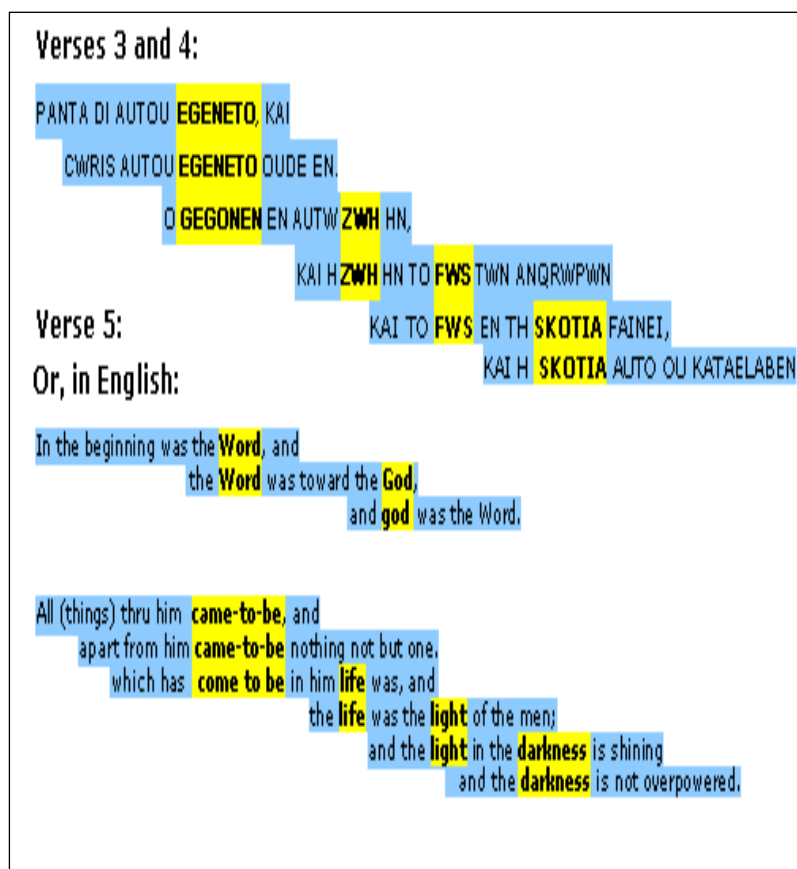 Verses 3 and 4:
PANTA DI AUTOU EGENETO, KAI
CWRIS AUTOU EGENETO OUDE EN.
O GEGONEN EN AUTW ZWH HN,
KAI H ZWH HN TO FWS TWN ANQRWPWN
Verse 5:
KAI TO FWS EN TH SKOTIA FAINEI,
KAI H SKOTIA AUTO OU KATAELABEN
Or, in English:
In the beginning was the Word, and
the Word was toward the God,
and god was the Word.
All (things) thru him came-to-be, and
apart from him came-to-be nothing not but one.
which has come to be in him life was, and
the life was the light of the men;
and the light in the darkness is shining
and the darkness is not overpowered.